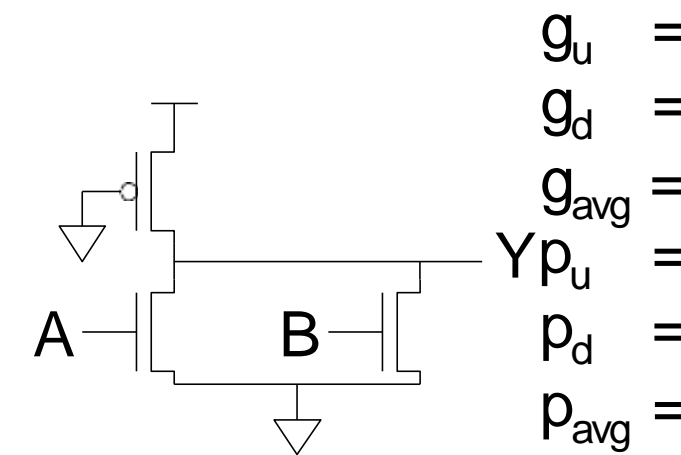 g_u =
g_d =
g_avg =
Y p_u =
A B p_d =
p_avg =